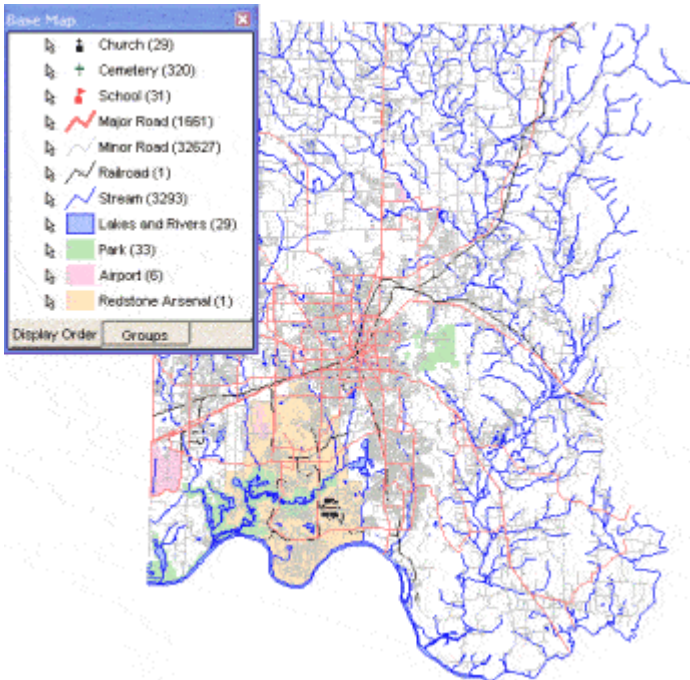 Base Map
Church (29)
Cemetery (320)
School (31)
Major Road (1661)
Minor Road (32627)
Railroad (1)
Stream (3293)
Lakes and Rivers (29)
Park (33)
Airport (6)
Redstone Arsenal (1)
Display Order Groups